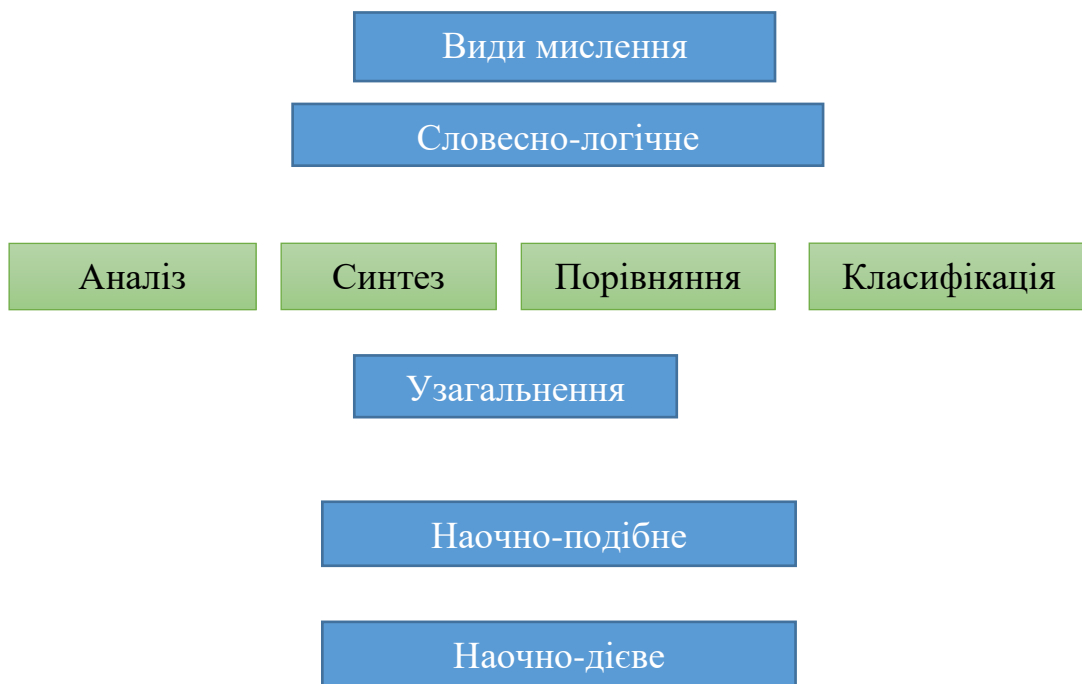 Види мислення
Словесно-логічне
Аналіз Синтез Порівняння Класифікація
Узагальнення
Наочно-подібне
Наочно-дієве